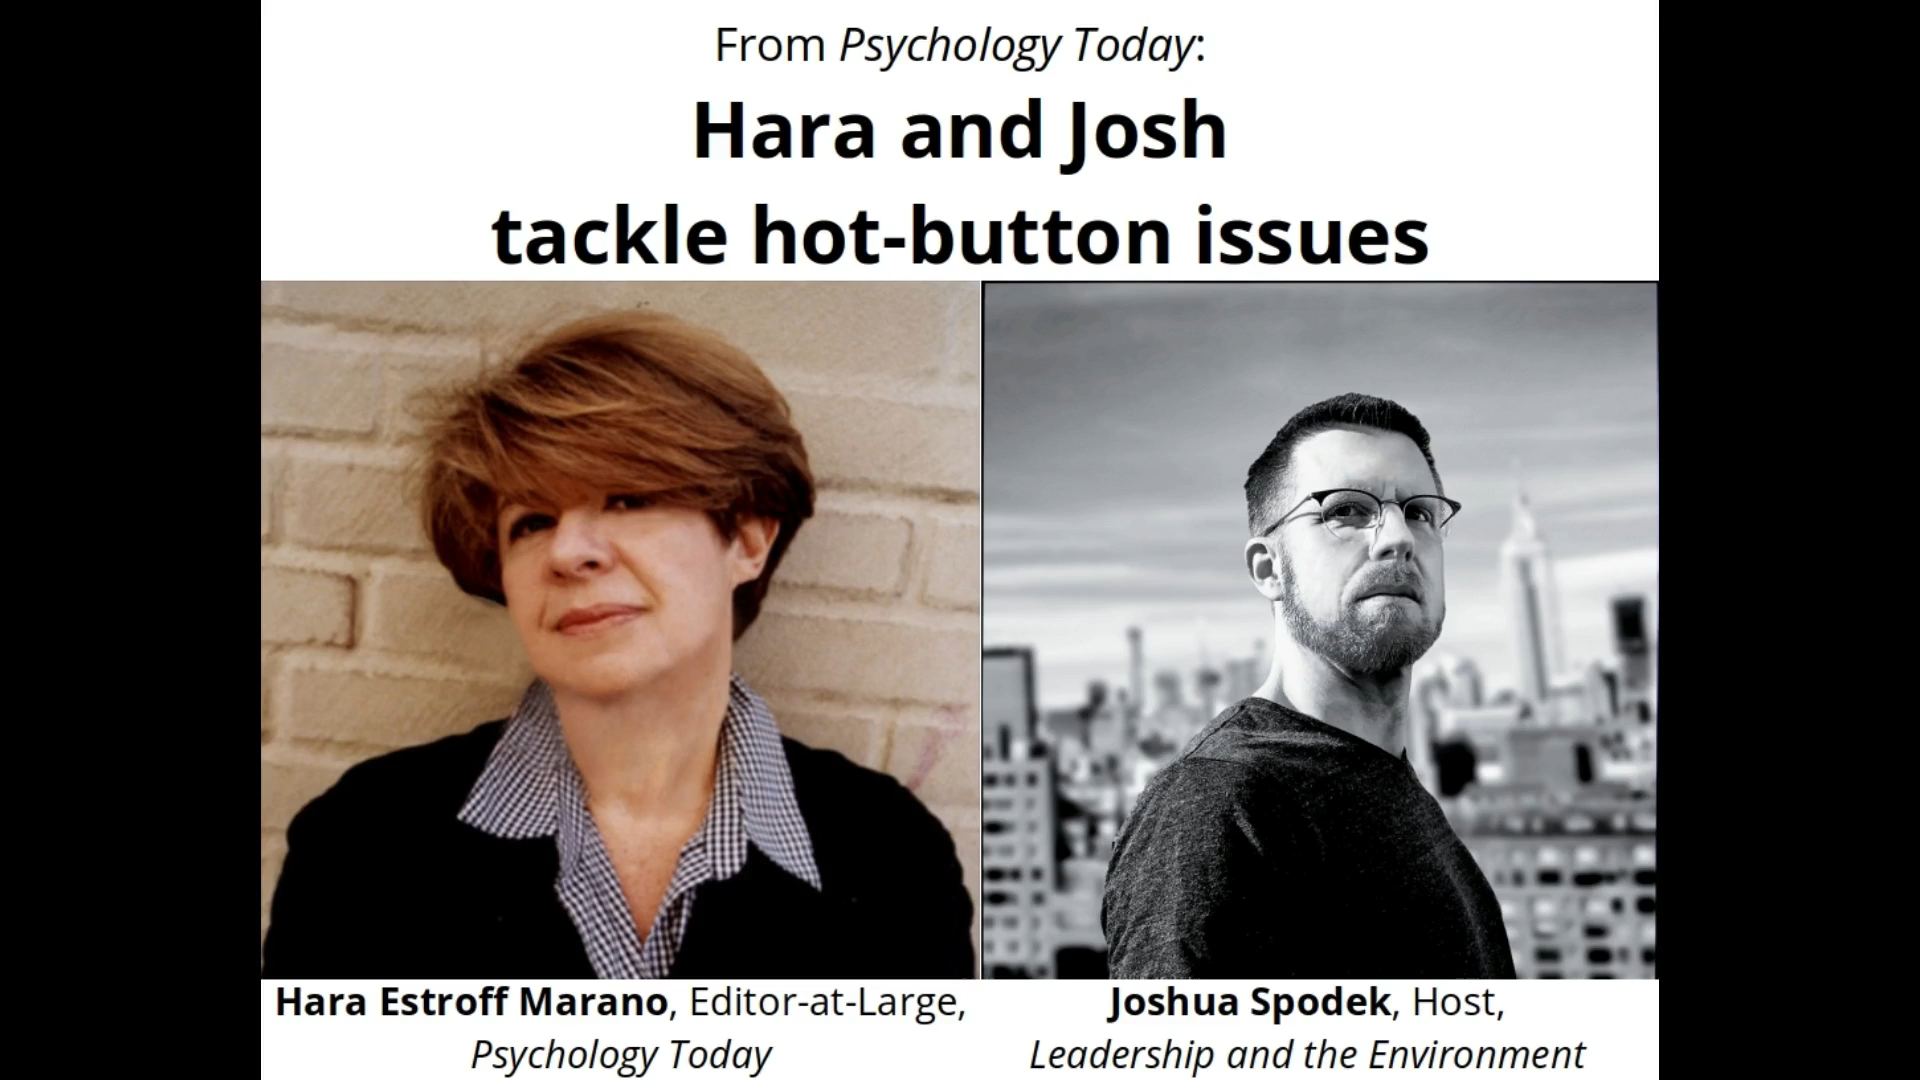 From Psychology Today:
Hara and Josh
tackle hot-button issues
Hara Estroff Marano, Editor-at-Large,
Psychology Today
Joshua Spodek, Host,
Leadership and the Environment